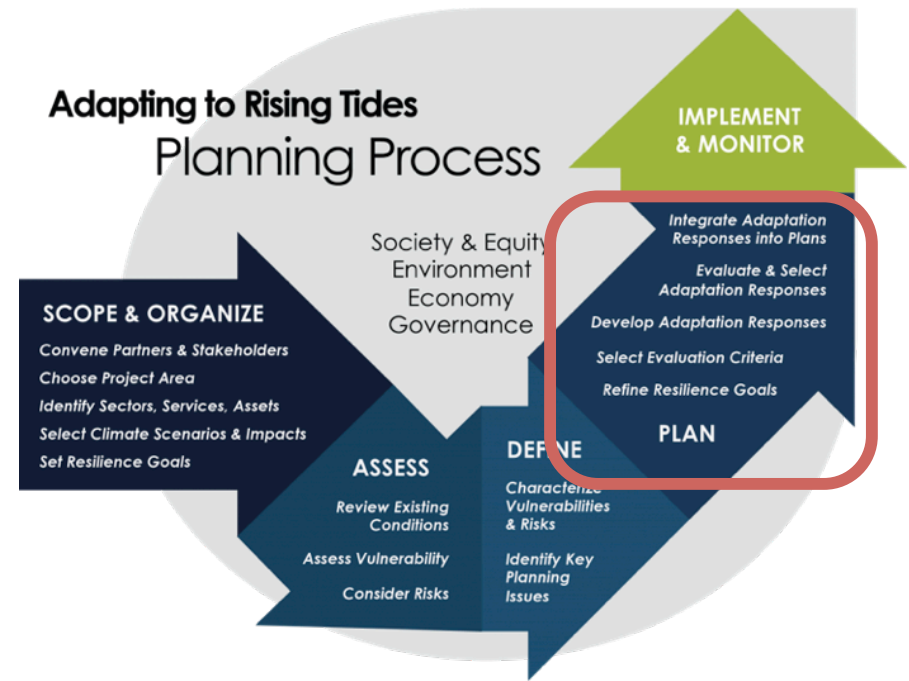 Adapting to Rising Tides
Planning Process
Society & Equity
Environment
Economy
Governance
SCOPE & ORGANIZE
Convene Partners & Stakeholders
Choose Project Area
Identify Sectors, Services, Assets
Select Climate Scenarios & Impacts
Set Resilience Goals
ASSESS
Review Existing
Conditions
Assess Vulnerability
Consider Risks
DEFINE
Characterize
Vulnerabilities
& Risks
Identify Key
Planning
Issues
IMPLEMENT
& MONITOR
Integrate Adaptation
Responses into Plans
Evaluate & Select
Adaptation Responses
Develop Adaptation Responses
Select Evaluation Criteria
Refine Resilience Goals
PLAN